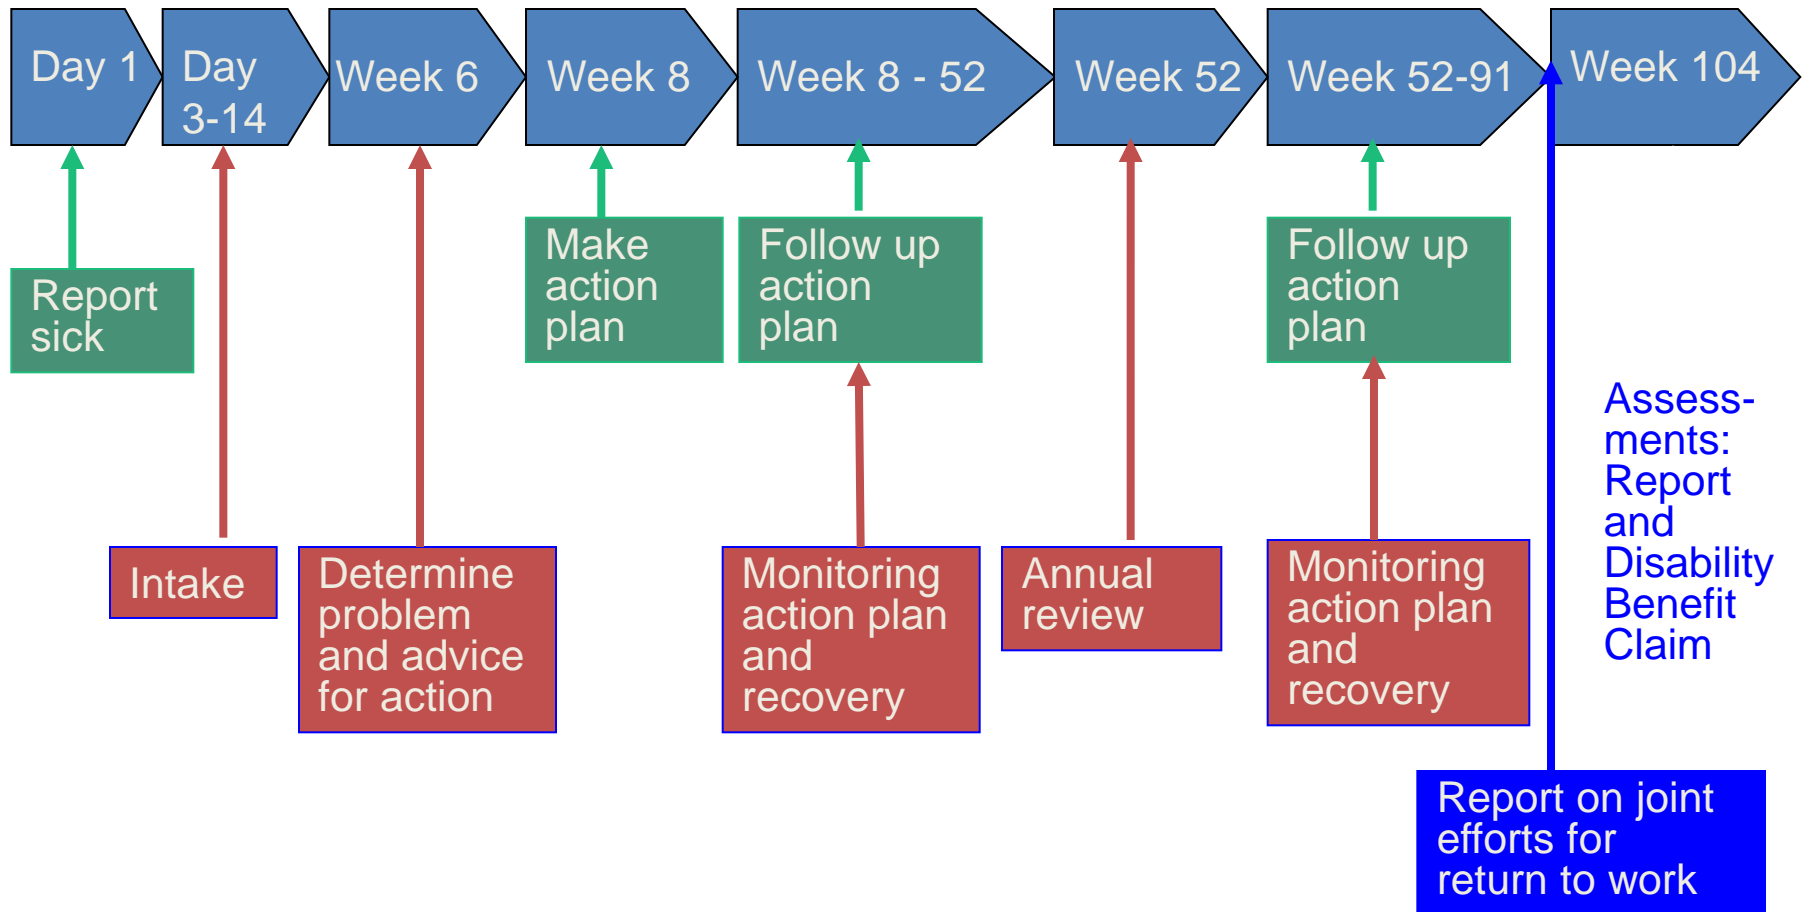 Day 1
Day
3-14
Week 6
Week 8
Week 8 - 52
Week 52
Week 52-91
Week 104
Report
sick
Make
action
plan
Follow up
action
plan
Follow up
action
plan
Assess-
ments:
Report
and
Disability
Benefit
Claim
Intake
Determine
problem
and advice
for action
Monitoring
action plan
and
recovery
Annual
review
Monitoring
action plan
and
recovery
Report on joint
efforts for
return to work